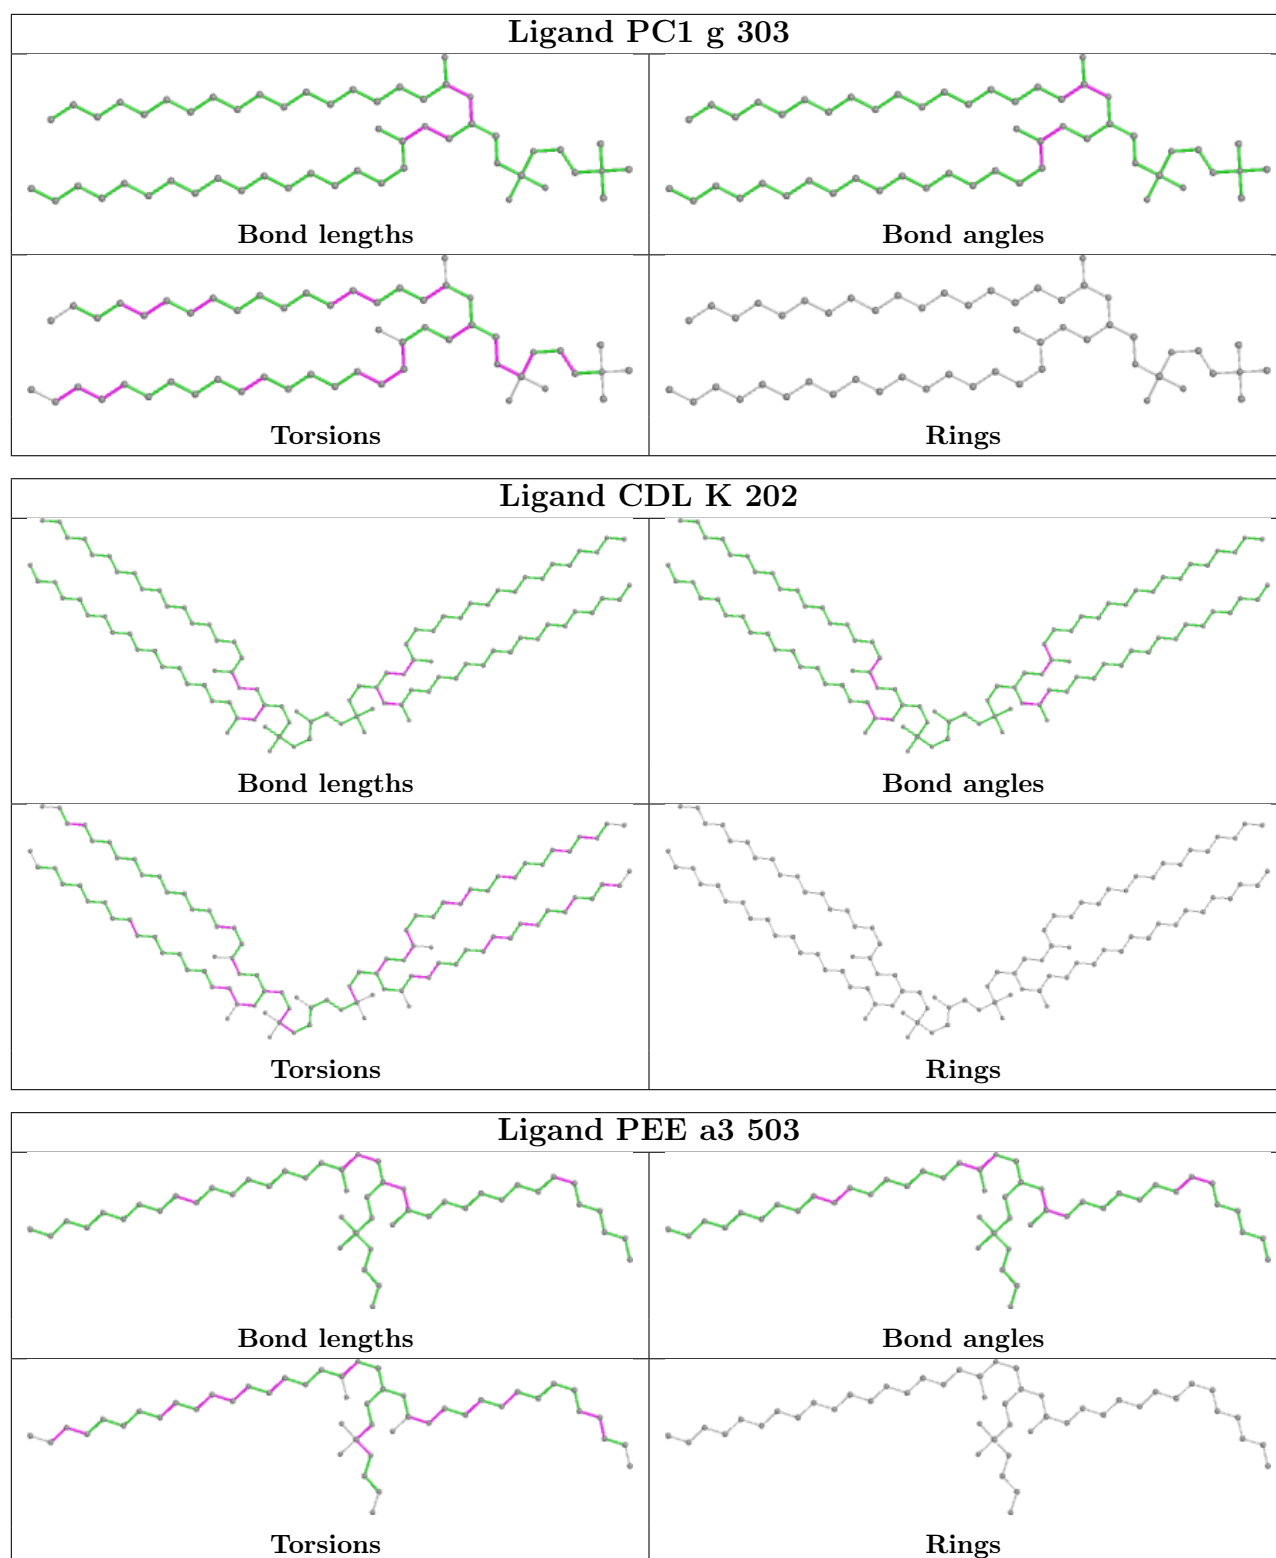 Ligand PC1 g 303
Bond lengths
Bond angles
Torsions
Rings
Ligand CDL K 202
Bond lengths
Bond angles
Torsions
Rings
Ligand PEE a3 503
Bond lengths
Bond angles
Torsions
Rings